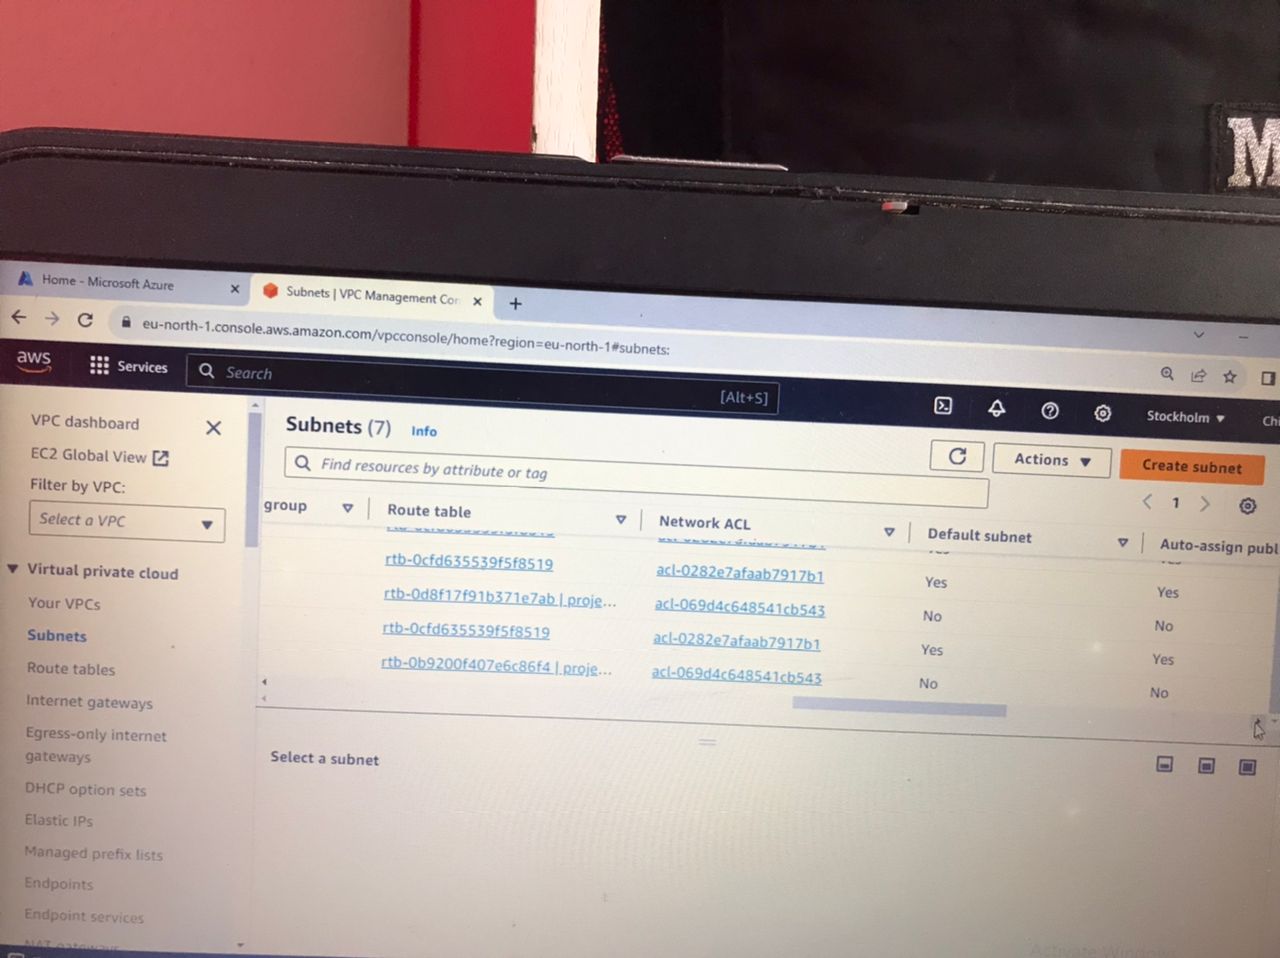 M
Home - Microsoft Azure
Subnets | VPC Management Con
eu-north-1.console.aws.amazon.com/vpcconsole/home?region=eu-north-1#subnets:
aws
Services
Search
[Alt+S]
Stockholm
VPC dashboard
EC2 Global View
Filter by VPC:
Select a VPC
Virtual private cloud
Your VPCs
Subnets
Route tables
Internet gateways
Egress-only internet
gateways
DHCP option sets
Elastic IPs
Managed prefix lists
Endpoints
Endpoint services
NAT gateways
Subnets (7) Info
Actions
Create subnet
Find resources by attribute or tag
1
group Route table Network ACL Default subnet Auto-assign publ
rtb-0cfd635539f5f8519 acl-0282e7afaab7917b1 Yes Yes
rtb-0d8f17f91b371e7ab | proje... acl-069d4c648541cb543 No No
rtb-0cfd635539f5f8519 acl-0282e7afaab7917b1 Yes Yes
rtb-0b9200f407e6c86f4 | proje... acl-069d4c648541cb543 No No
Select a subnet
Activate Windows